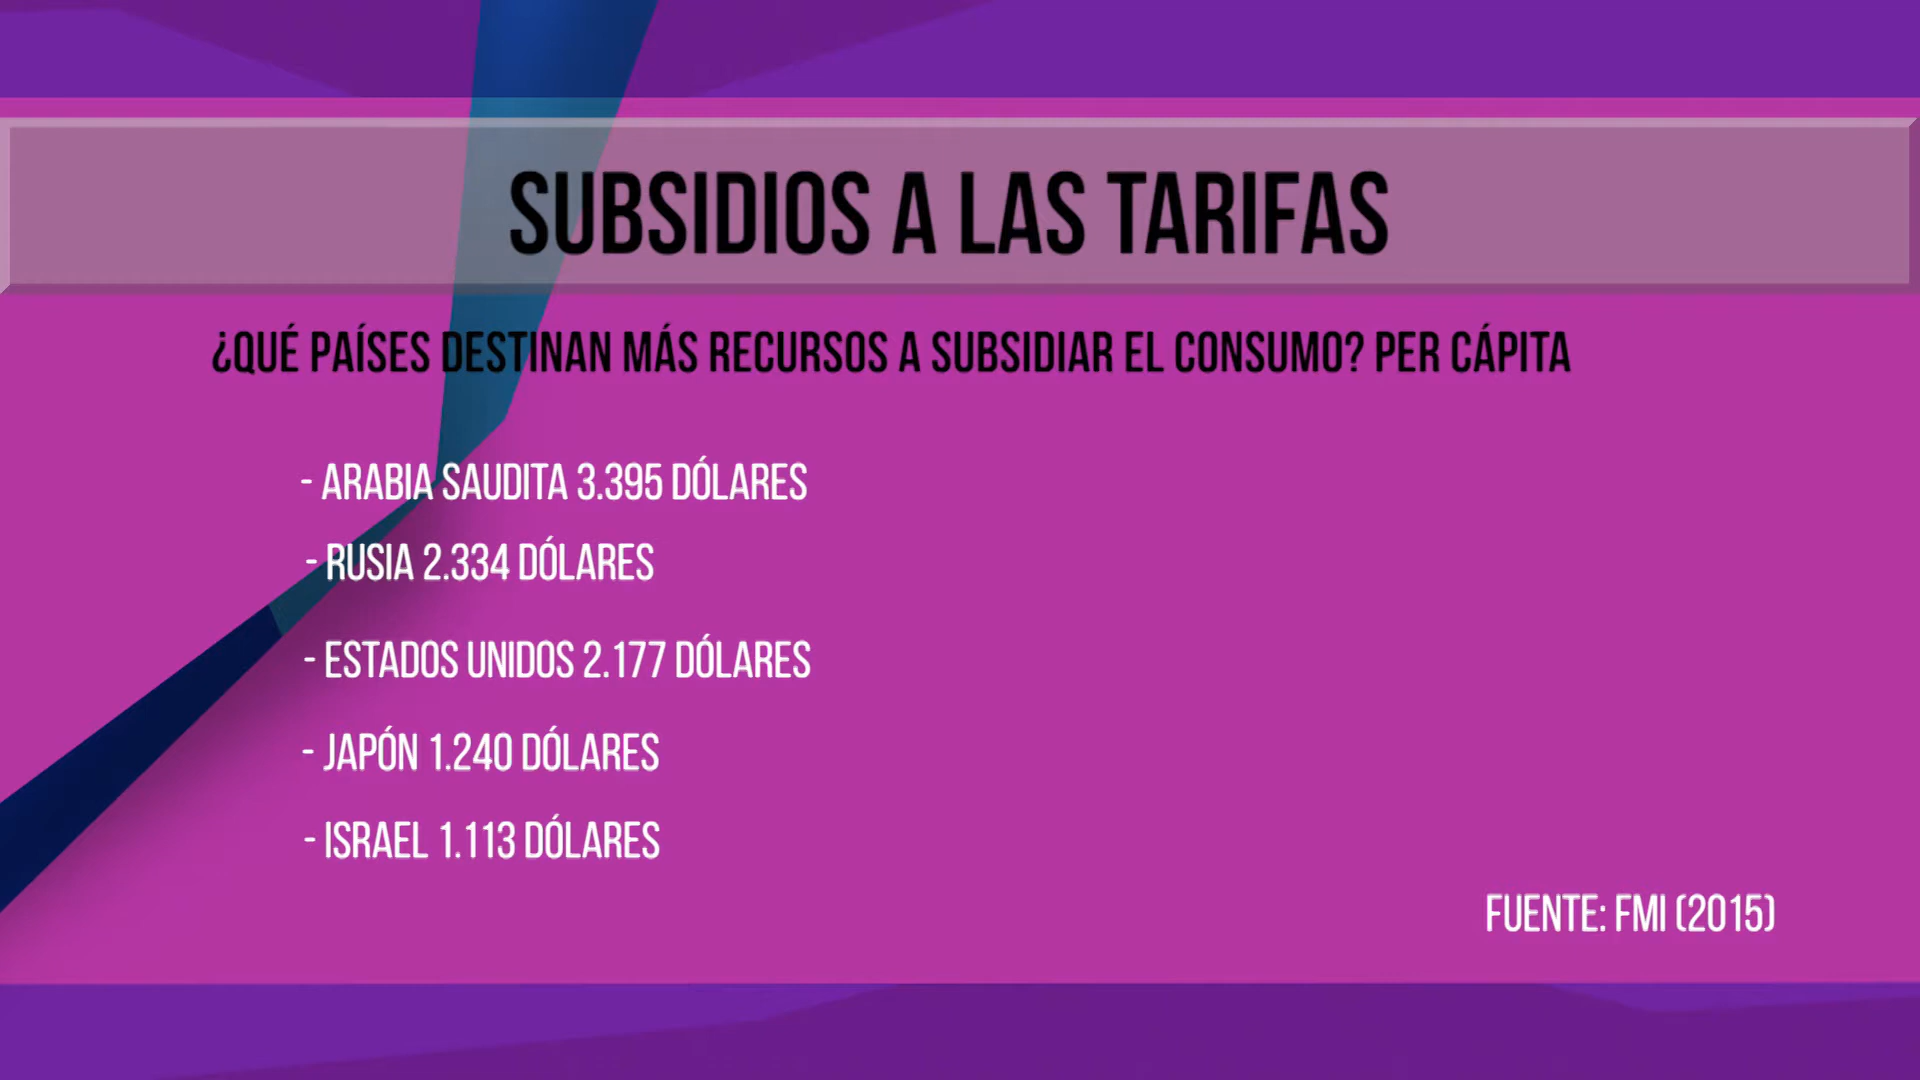 SUBSIDIOS A LAS TARIFAS
¿QUÉ PAÍSES DESTINAN MÁS RECURSOS A SUBSIDIAR EL CONSUMO? PER CÁPITA
- ARABIA SAUDITA 3.395 DÓLARES
- RUSIA 2.334 DÓLARES
- ESTADOS UNIDOS 2.177 DÓLARES
- JAPÓN 1.240 DÓLARES
- ISRAEL 1.113 DÓLARES
FUENTE: FMI (2015)